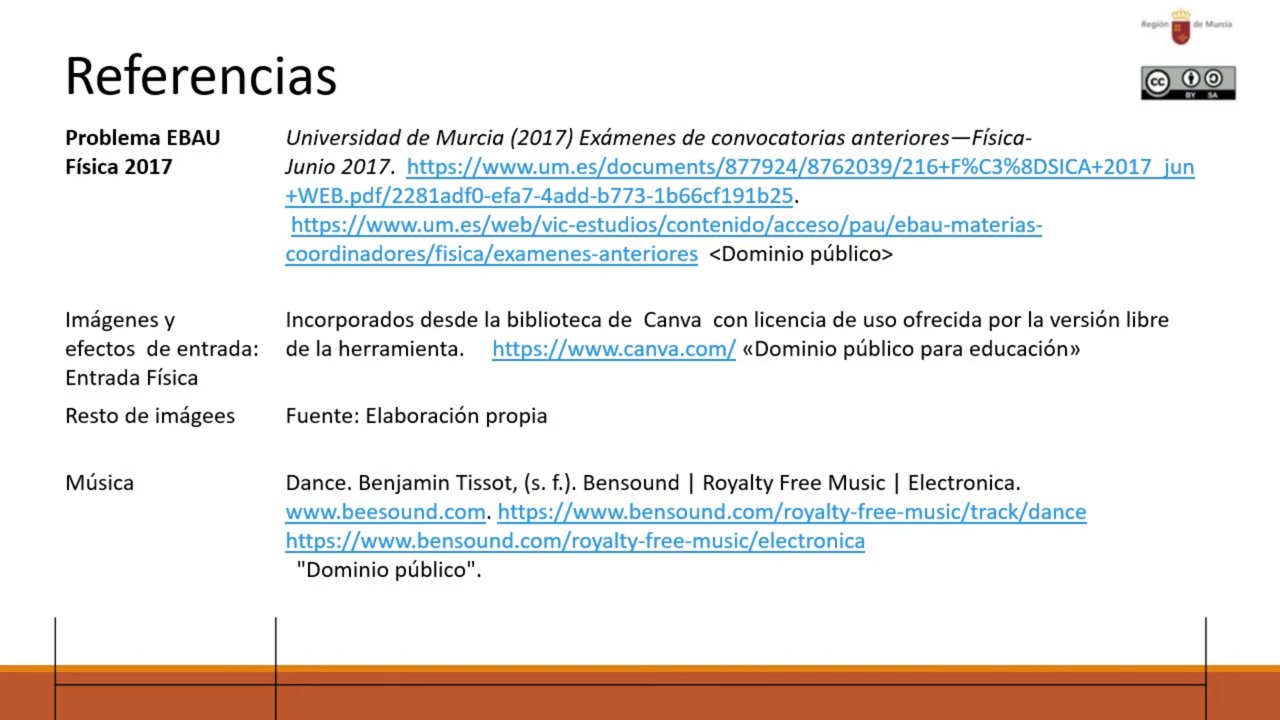 Región de Murcia
Referencias
CC BY SA
Problema EBAU
Física 2017
Universidad de Murcia (2017) Exámenes de convocatorias anteriores—Física-
Junio 2017. https://www.um.es/documents/877924/8762039/216+F%C3%8DSICA+2017_jun
+WEB.pdf/2281adf0-efa7-4add-b773-1b66cf191b25.
https://www.um.es/web/vic-estudios/contenido/acceso/pau/ebau-materias-
coordinadores/fisica/examenes-anteriores <Dominio público>
Imágenes y
efectos de entrada:
Entrada Física
Incorporados desde la biblioteca de Canva con licencia de uso ofrecida por la versión libre
de la herramienta. https://www.canva.com/ «Dominio público para educación»
Resto de imágees
Fuente: Elaboración propia
Música
Dance. Benjamin Tissot, (s. f.). Bensound | Royalty Free Music | Electronica.
www.beesound.com. https://www.bensound.com/royalty-free-music/track/dance
https://www.bensound.com/royalty-free-music/electronica
"Dominio público".